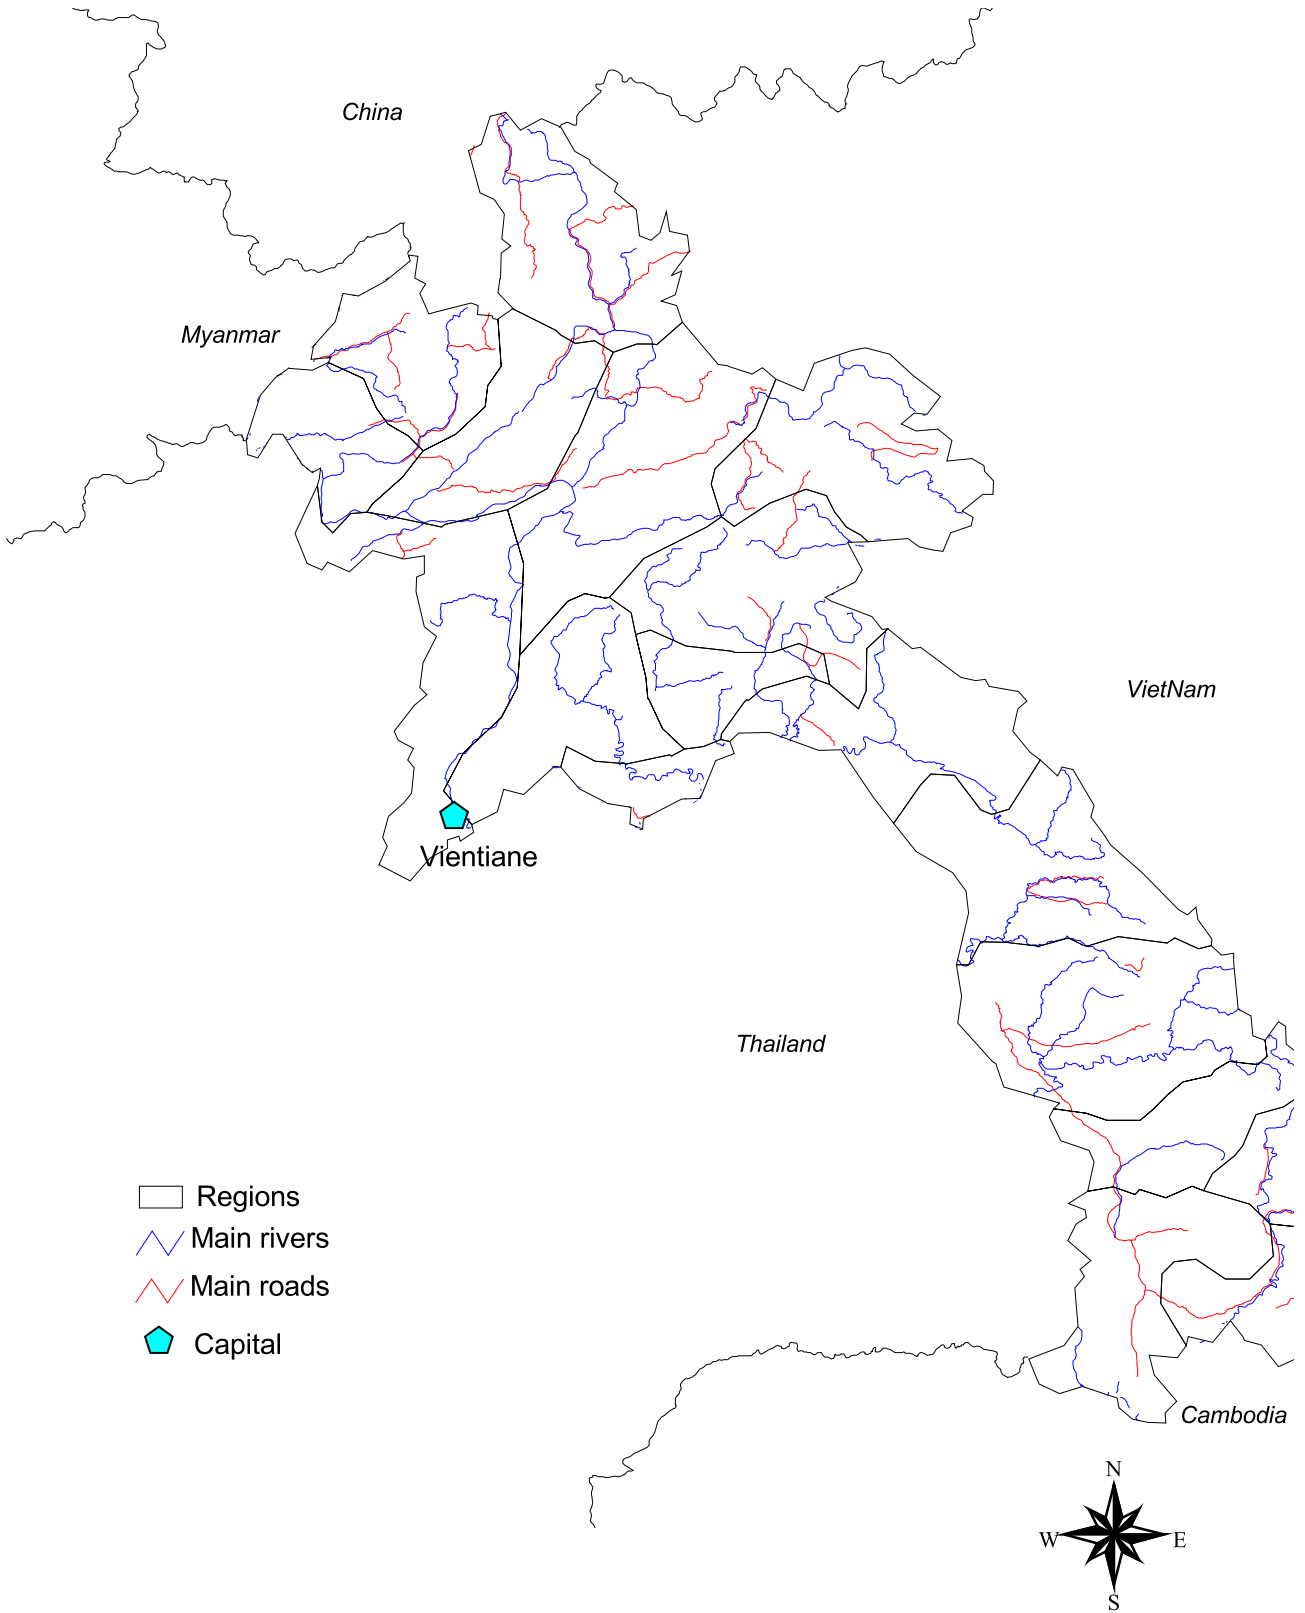 China
Myanmar
VietNam
Vientiane
Thailand
Regions
Main rivers
Main roads
Capital
Cambodia
N
W
E
S